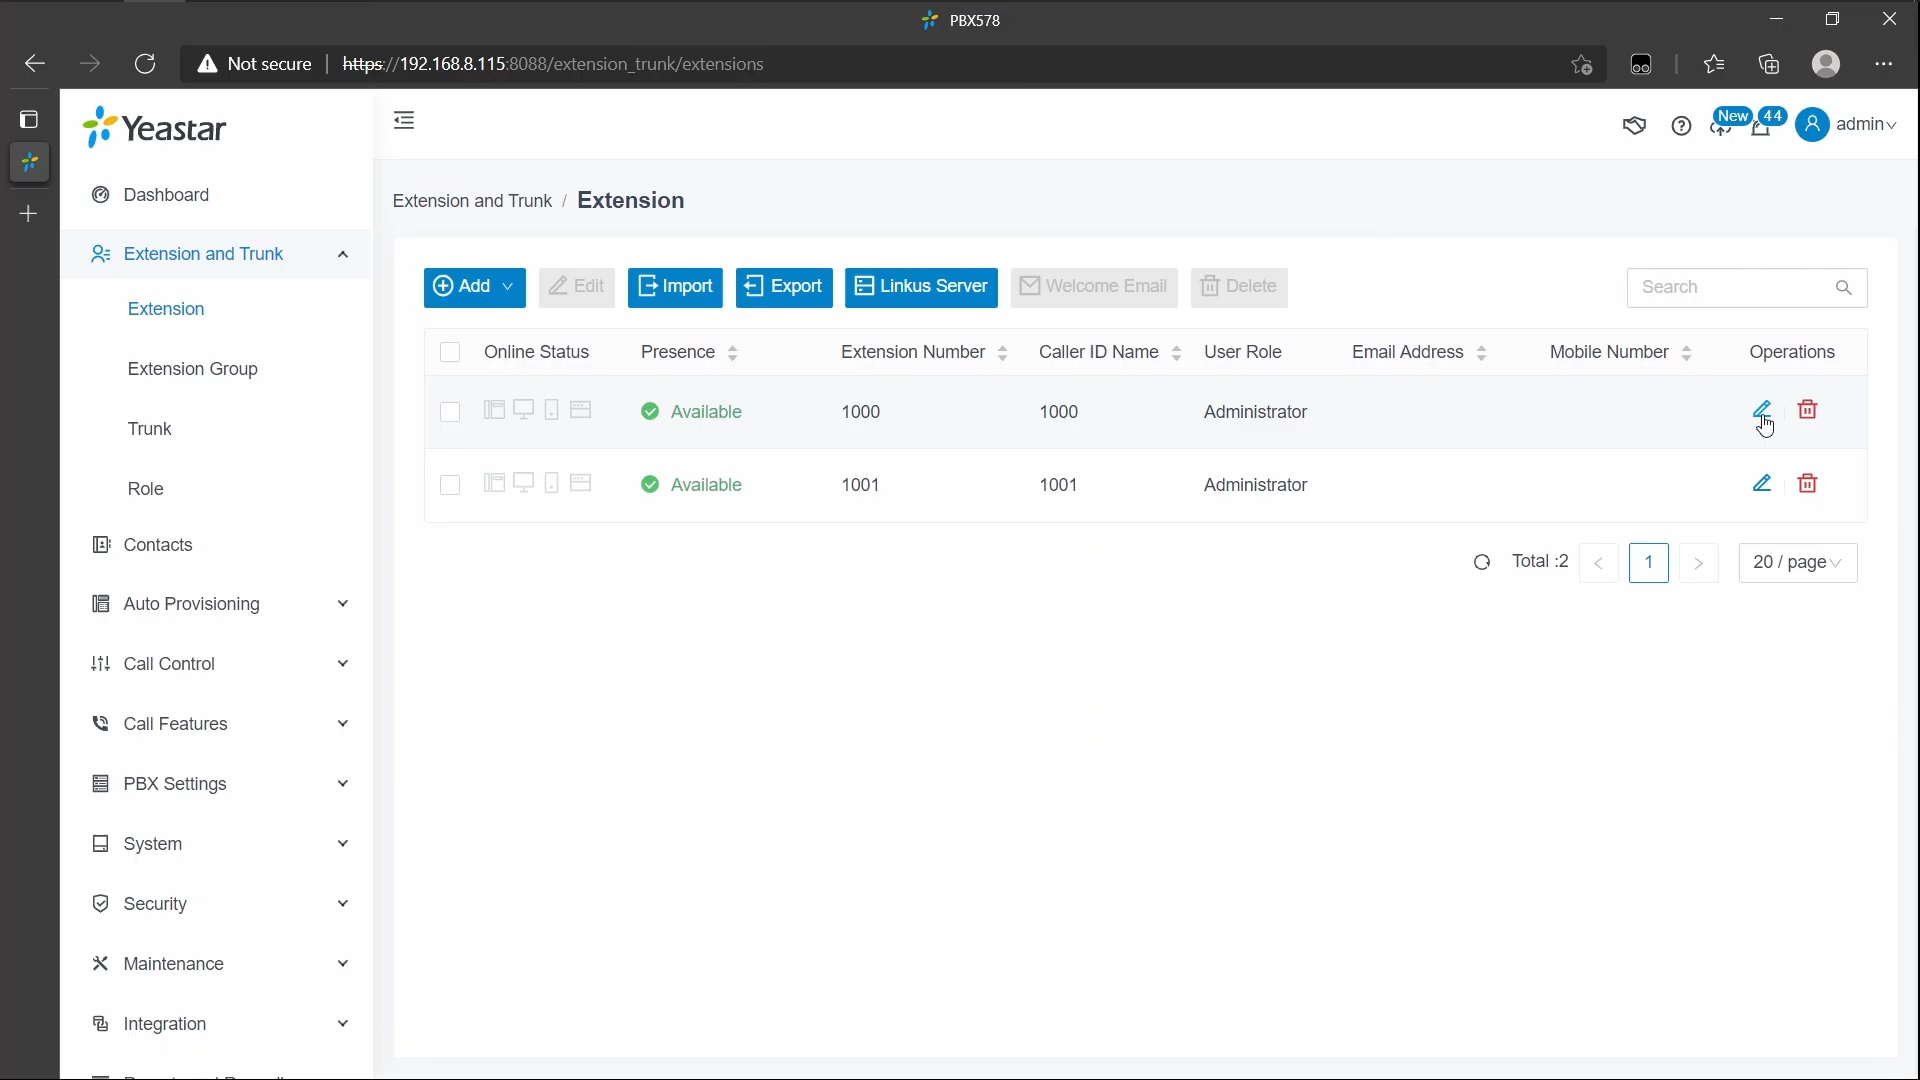 PBX578
Not secure
https://192.168.8.115:8088/extension_trunk/extensions
Yeastar
New
44
admin
Dashboard
Extension and Trunk
Extension
Extension Group
Trunk
Role
Contacts
Auto Provisioning
Call Control
Call Features
PBX Settings
System
Security
Maintenance
Integration
Extension and Trunk / Extension
Add
Edit
Import
Export
Linkus Server
Welcome Email
Delete
Search
Online Status Presence Extension Number Caller ID Name User Role Email Address Mobile Number Operations
Available 1000 1000 Administrator
Available 1001 1001 Administrator
Total :2 < 1 > 20 / page